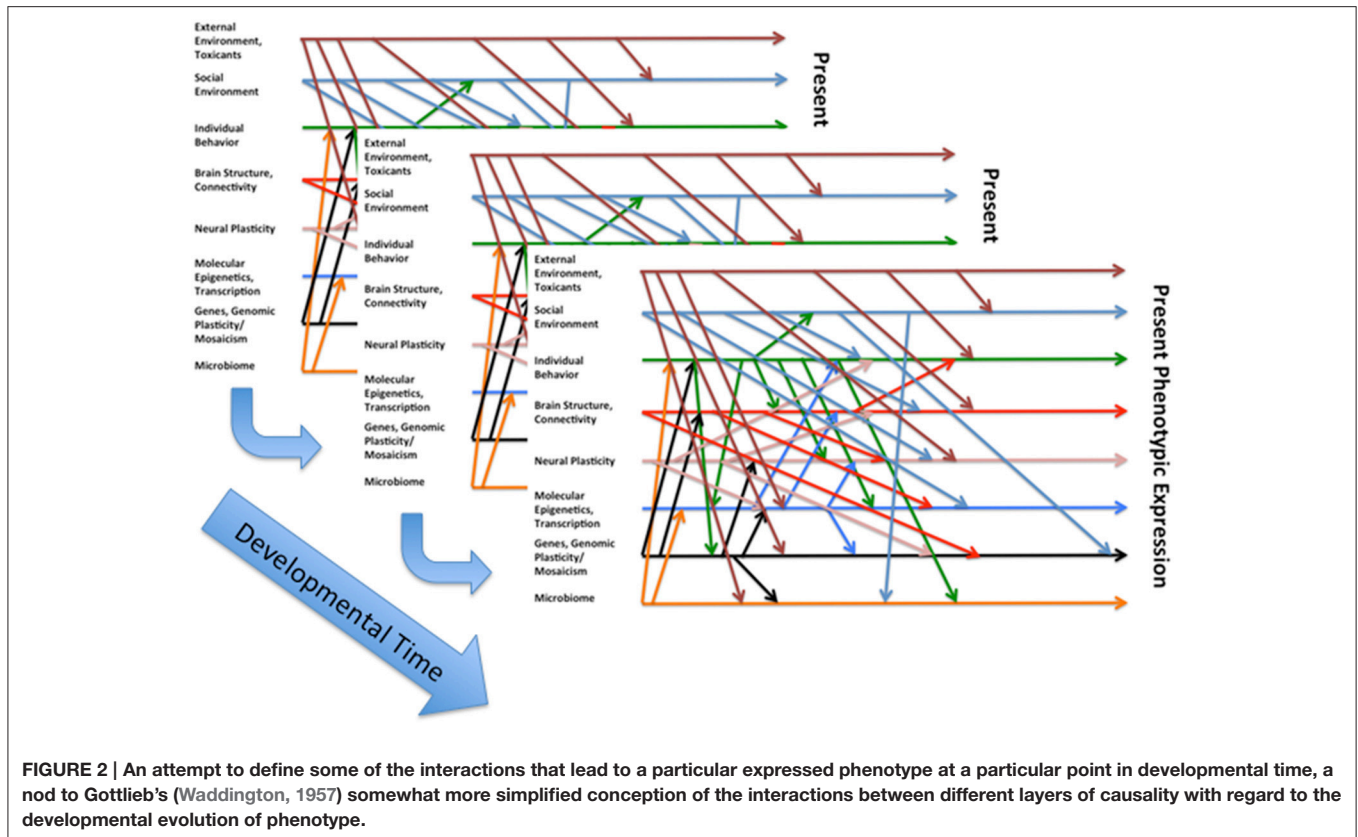 External
Environment,
Toxicants
Social
Environment
Individual
Behavior
Brain Structure,
Connectivity
Neural Plasticity
Molecular
Epigenetics,
Transcription
Genes, Genomic
Plasticity/
Mosaicism
Microbiome
Present
External
Environment,
Toxicants
Social
Environment
Individual
Behavior
Brain Structure,
Connectivity
Neural Plasticity
Molecular
Epigenetics,
Transcription
Genes, Genomic
Plasticity/
Mosaicism
Microbiome
Present
External
Environment,
Toxicants
Social
Environment
Individual
Behavior
Brain Structure,
Connectivity
Neural Plasticity
Molecular
Epigenetics,
Transcription
Genes, Genomic
Plasticity/
Mosaicism
Microbiome
Present Phenotypic Expression
Developmental Time
FIGURE 2 | An attempt to define some of the interactions that lead to a particular expressed phenotype at a particular point in developmental time, a
nod to Gottlieb's (Waddington, 1957) somewhat more simplified conception of the interactions between different layers of causality with regard to the
developmental evolution of phenotype.